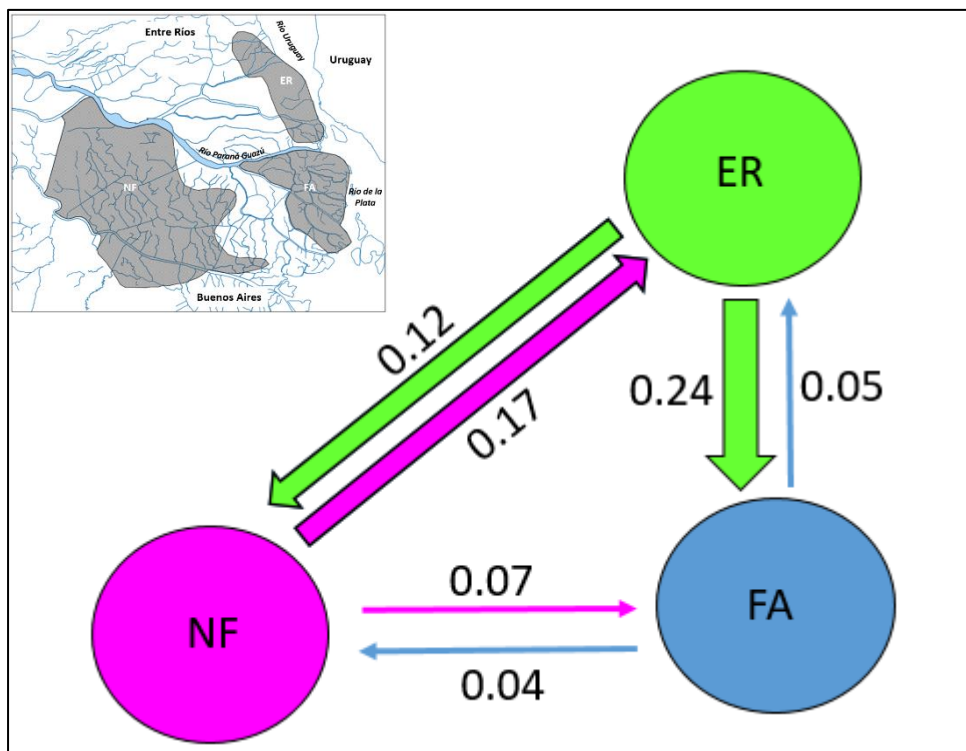 Entre Ríos
Río Uruguay
Uruguay
ER
Río Paraná Guazú
NF
FA
Río de la
Plata
Buenos Aires
ER
0.12
0.17
0.24
0.05
NF
0.07
0.04
FA